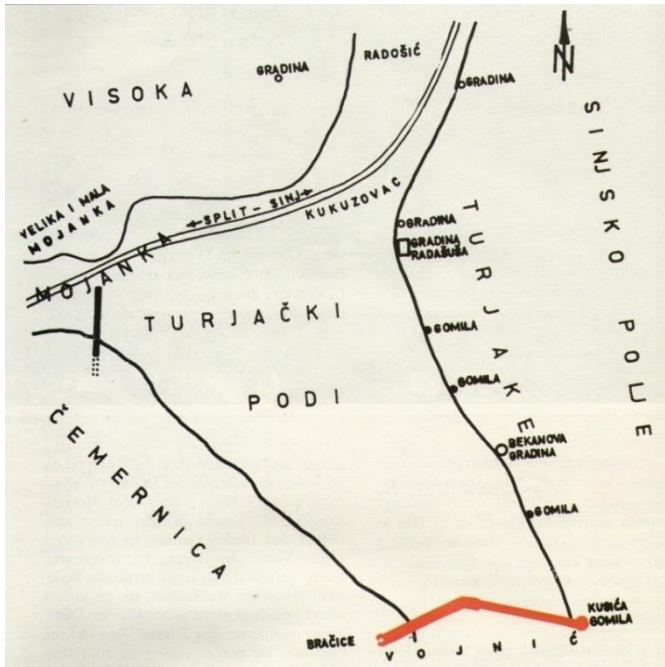 RADOŠIĆ
GRADINA
VISOKA
GRADINA
N
SINJSKO POLJE
VELIKA I MALA
MOJANKA
SPLIT - SINJ
KUKUZOVAC
MOJANKA
GRADINA
GRADINA
RADAŠUŠA
TURJAKE
TURJAČKI
PODI
GOMILA
GOMILA
ČEMERNICA
BEKANOVA
GRADINA
GOMILA
KUSIĆA
GOMILA
BRAČICE
VOJNIĆ